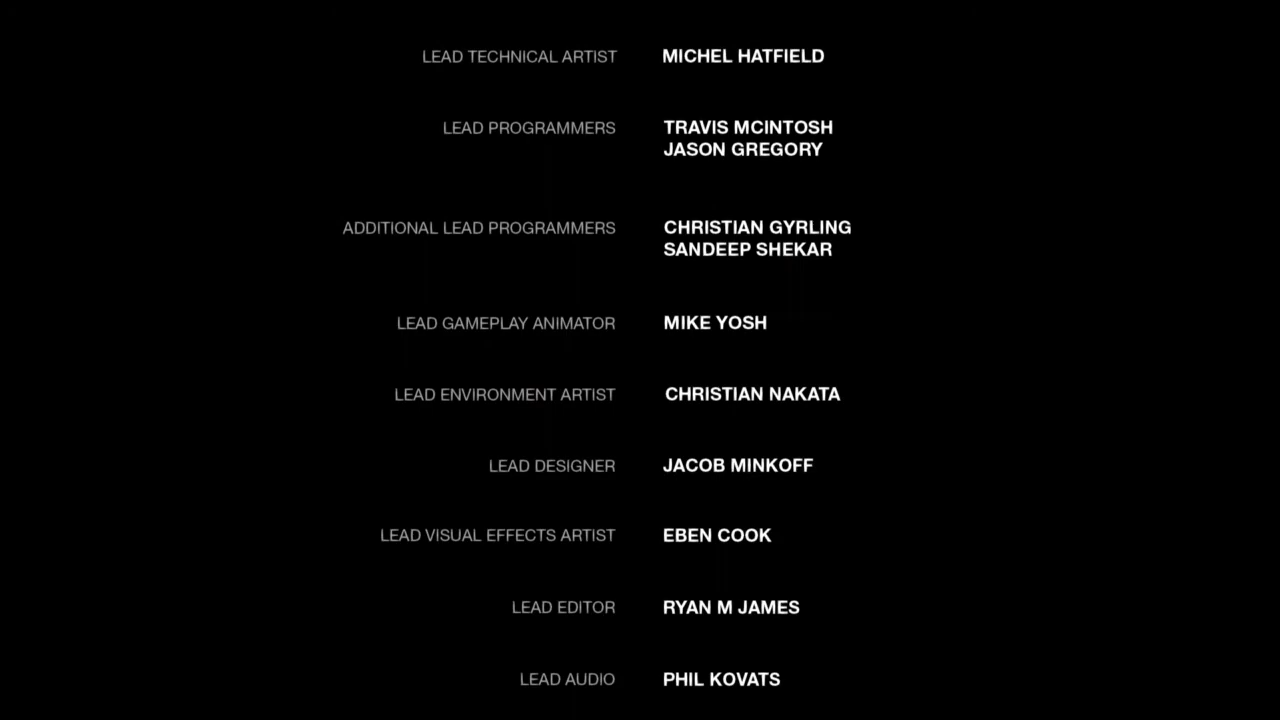 LEAD TECHNICAL ARTIST MICHEL HATFIELD
LEAD PROGRAMMERS TRAVIS MCINTOSH
JASON GREGORY
ADDITIONAL LEAD PROGRAMMERS CHRISTIAN GYRLING
SANDEEP SHEKAR
LEAD GAMEPLAY ANIMATOR MIKE YOSH
LEAD ENVIRONMENT ARTIST CHRISTIAN NAKATA
LEAD DESIGNER JACOB MINKOFF
LEAD VISUAL EFFECTS ARTIST EBEN COOK
LEAD EDITOR RYAN M JAMES
LEAD AUDIO PHIL KOVATS